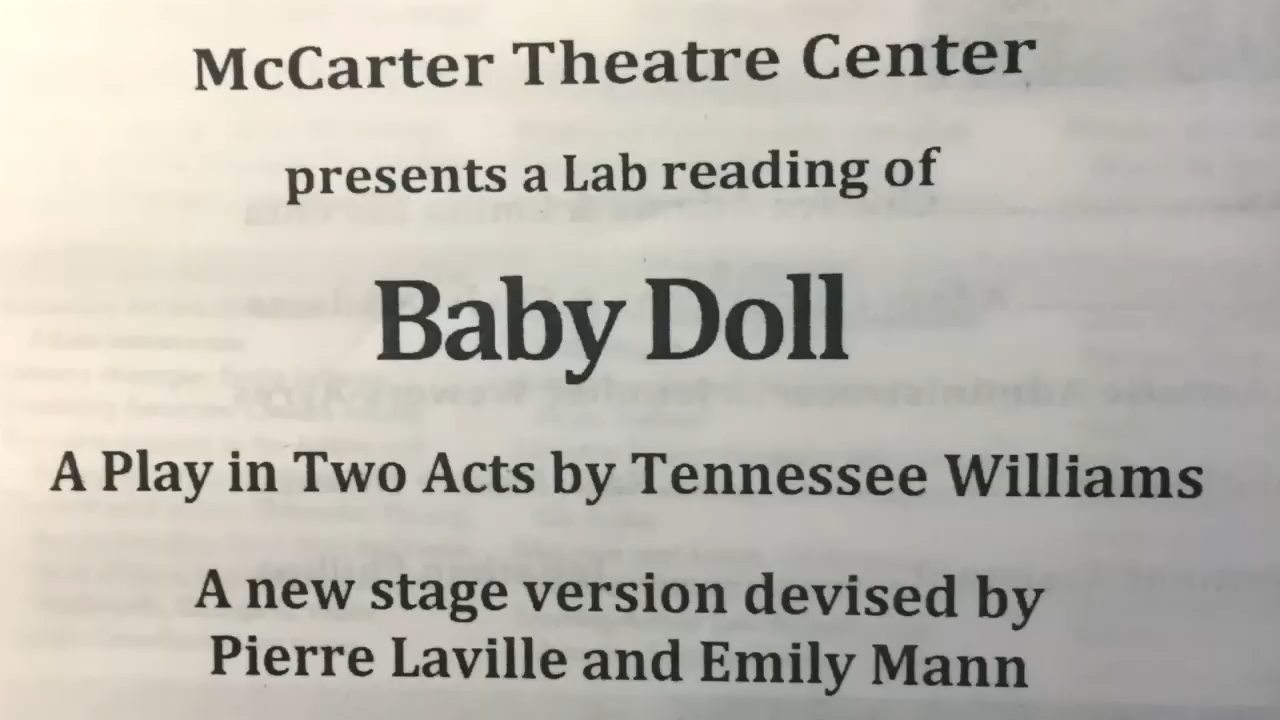 McCarter Theatre Center
presents a Lab reading of
Baby Doll
A Play in Two Acts by Tennessee Williams
A new stage version devised by
Pierre Laville and Emily Mann